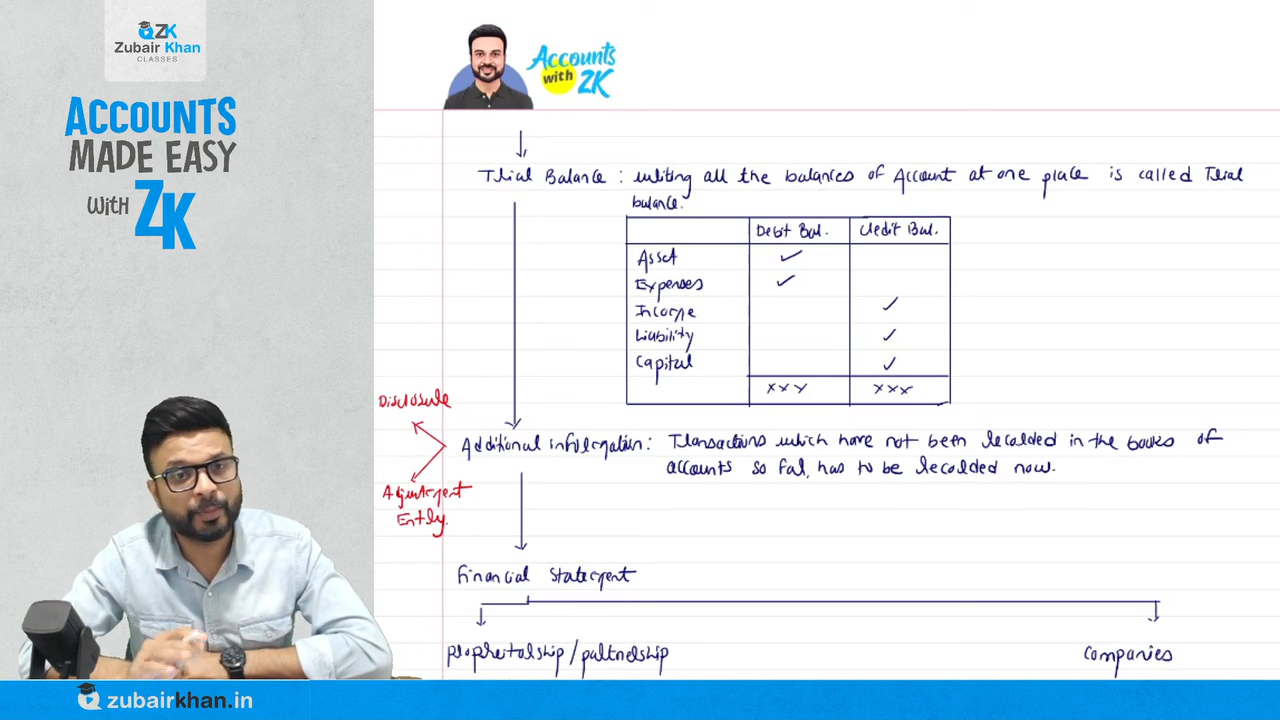 ZK
Zubair Khan
CLASSES
ACCOUNTS
MADE EASY
WITH ZK
Accounts
with
ZK
Trial Balance : writing all the balances of Account at one place is called Trial
balance.
Debit Bal. Credit Bal.
Asset ✓
Expenses ✓
Income ✓
Liability ✓
Capital ✓
xxx xxx
Disclosure
Additional information: Transactions which have not been recorded in the books of
accounts so far, has to be recorded now.
Adjustment
Entry.
Financial Statement
Proprietorship / partnership Companies
zubairkhan.in